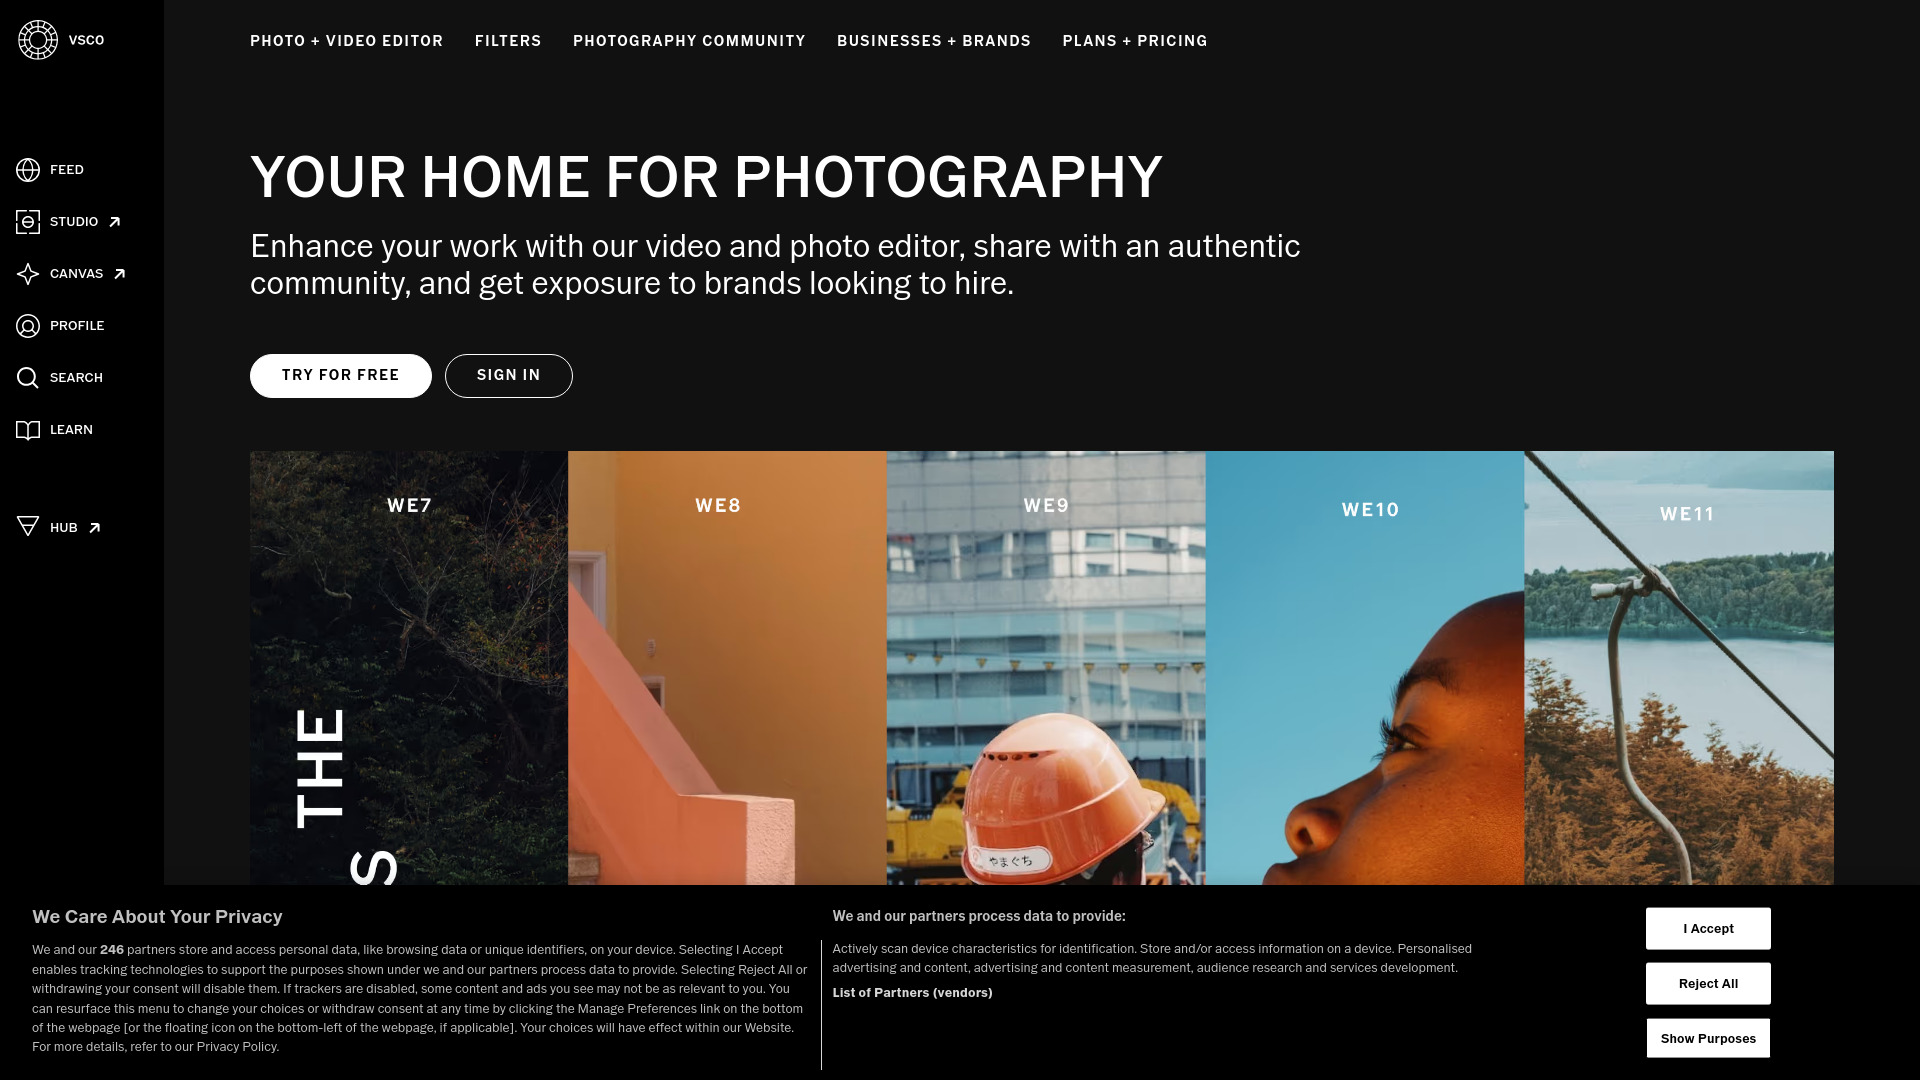 VSCO
PHOTO + VIDEO EDITOR
FILTERS
PHOTOGRAPHY COMMUNITY
BUSINESSES + BRANDS
PLANS + PRICING
FEED
STUDIO
CANVAS
PROFILE
SEARCH
LEARN
HUB
YOUR HOME FOR PHOTOGRAPHY
Enhance your work with our video and photo editor, share with an authentic
community, and get exposure to brands looking to hire.
TRY FOR FREE
SIGN IN
WE7
WE8
WE9
WE10
WE11
THE
S
やまぐち
We Care About Your Privacy
We and our 246 partners store and access personal data, like browsing data or unique identifiers, on your device. Selecting I Accept
enables tracking technologies to support the purposes shown under we and our partners process data to provide. Selecting Reject All or
withdrawing your consent will disable them. If trackers are disabled, some content and ads you see may not be as relevant to you. You
can resurface this menu to change your choices or withdraw consent at any time by clicking the Manage Preferences link on the bottom
of the webpage [or the floating icon on the bottom-left of the webpage, if applicable]. Your choices will have effect within our Website.
For more details, refer to our Privacy Policy.
We and our partners process data to provide:
Actively scan device characteristics for identification. Store and/or access information on a device. Personalised
advertising and content, advertising and content measurement, audience research and services development.
List of Partners (vendors)
I Accept
Reject All
Show Purposes